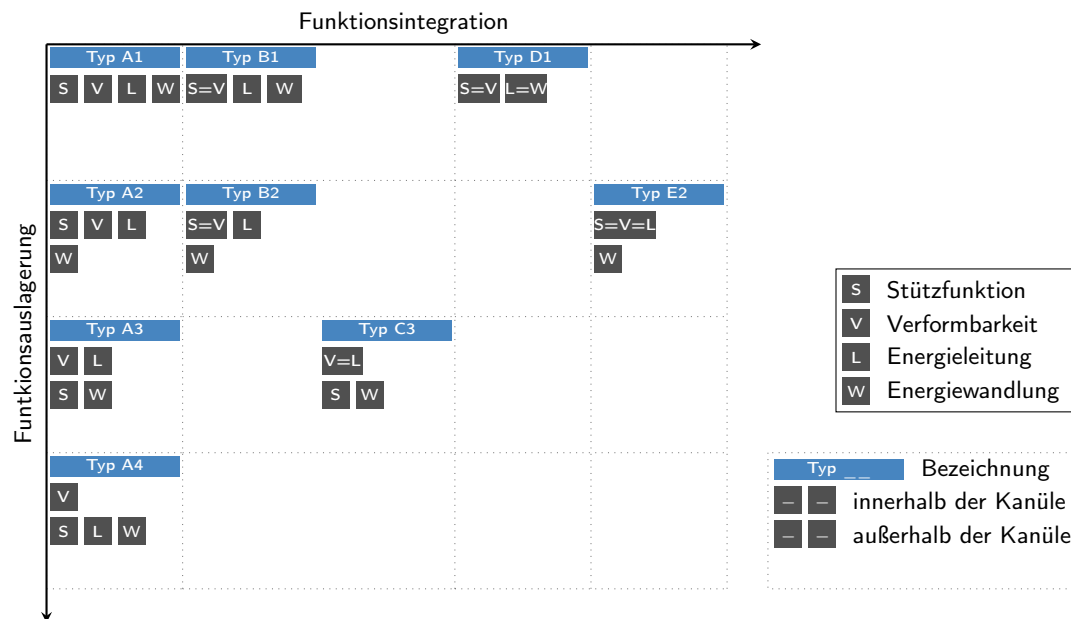 Funktionsintegration
Funtkionsauslagerung
Typ A1 Typ B1 Typ D1
S V L W S=V L W S=V L=W
Typ A2 Typ B2 Typ E2
S V L S=V L S=V=L
W W W
Typ A3 Typ C3
V L V=L
S W S W
Typ A4
V
S L W
S Stützfunktion
V Verformbarkeit
L Energieleitung
W Energiewandlung
Typ __ Bezeichnung
_ _ innerhalb der Kanüle
_ _ außerhalb der Kanüle